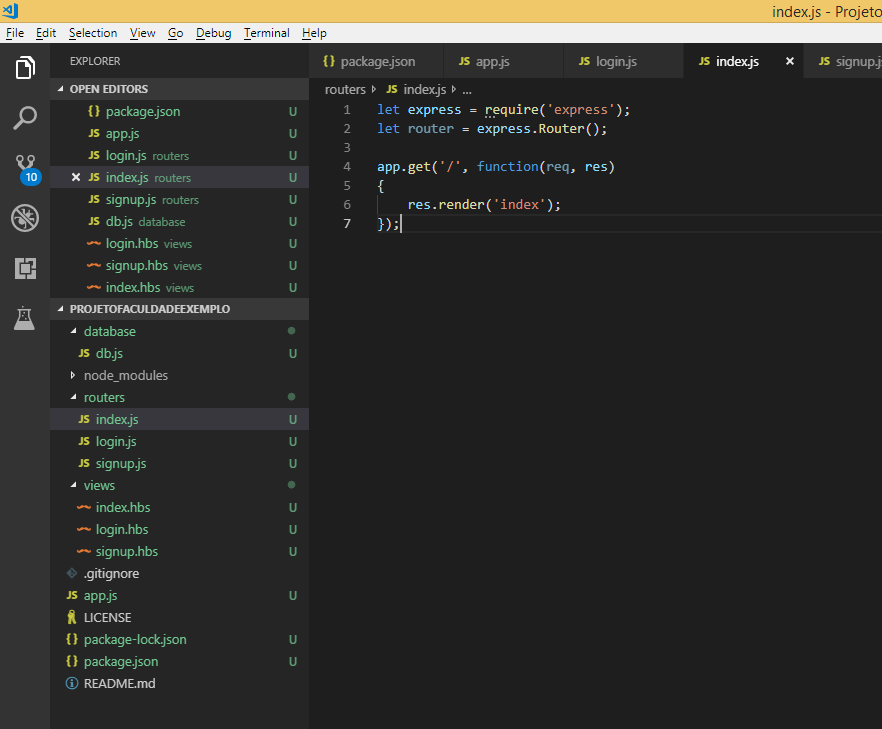 index.js - Projeto
File Edit Selection View Go Debug Terminal Help
EXPLORER
{} package.json JS app.js JS login.js JS index.js × JS signup.js
OPEN EDITORS
{} package.json U
JS app.js U
JS login.js routers U
× JS index.js routers U
JS signup.js routers U
JS db.js database U
login.hbs views U
signup.hbs views U
index.hbs views U
10
PROJETOFACULDADEEXEMPLO
database
JS db.js U
node_modules
routers
JS index.js U
JS login.js U
JS signup.js U
views
index.hbs U
login.hbs U
signup.hbs U
.gitignore
JS app.js U
LICENSE
{} package-lock.json U
{} package.json U
README.md
routers JS index.js ...
1 let express = require('express');
2 let router = express.Router();
3
4 app.get('/', function(req, res)
5 {
6 res.render('index');
7 });